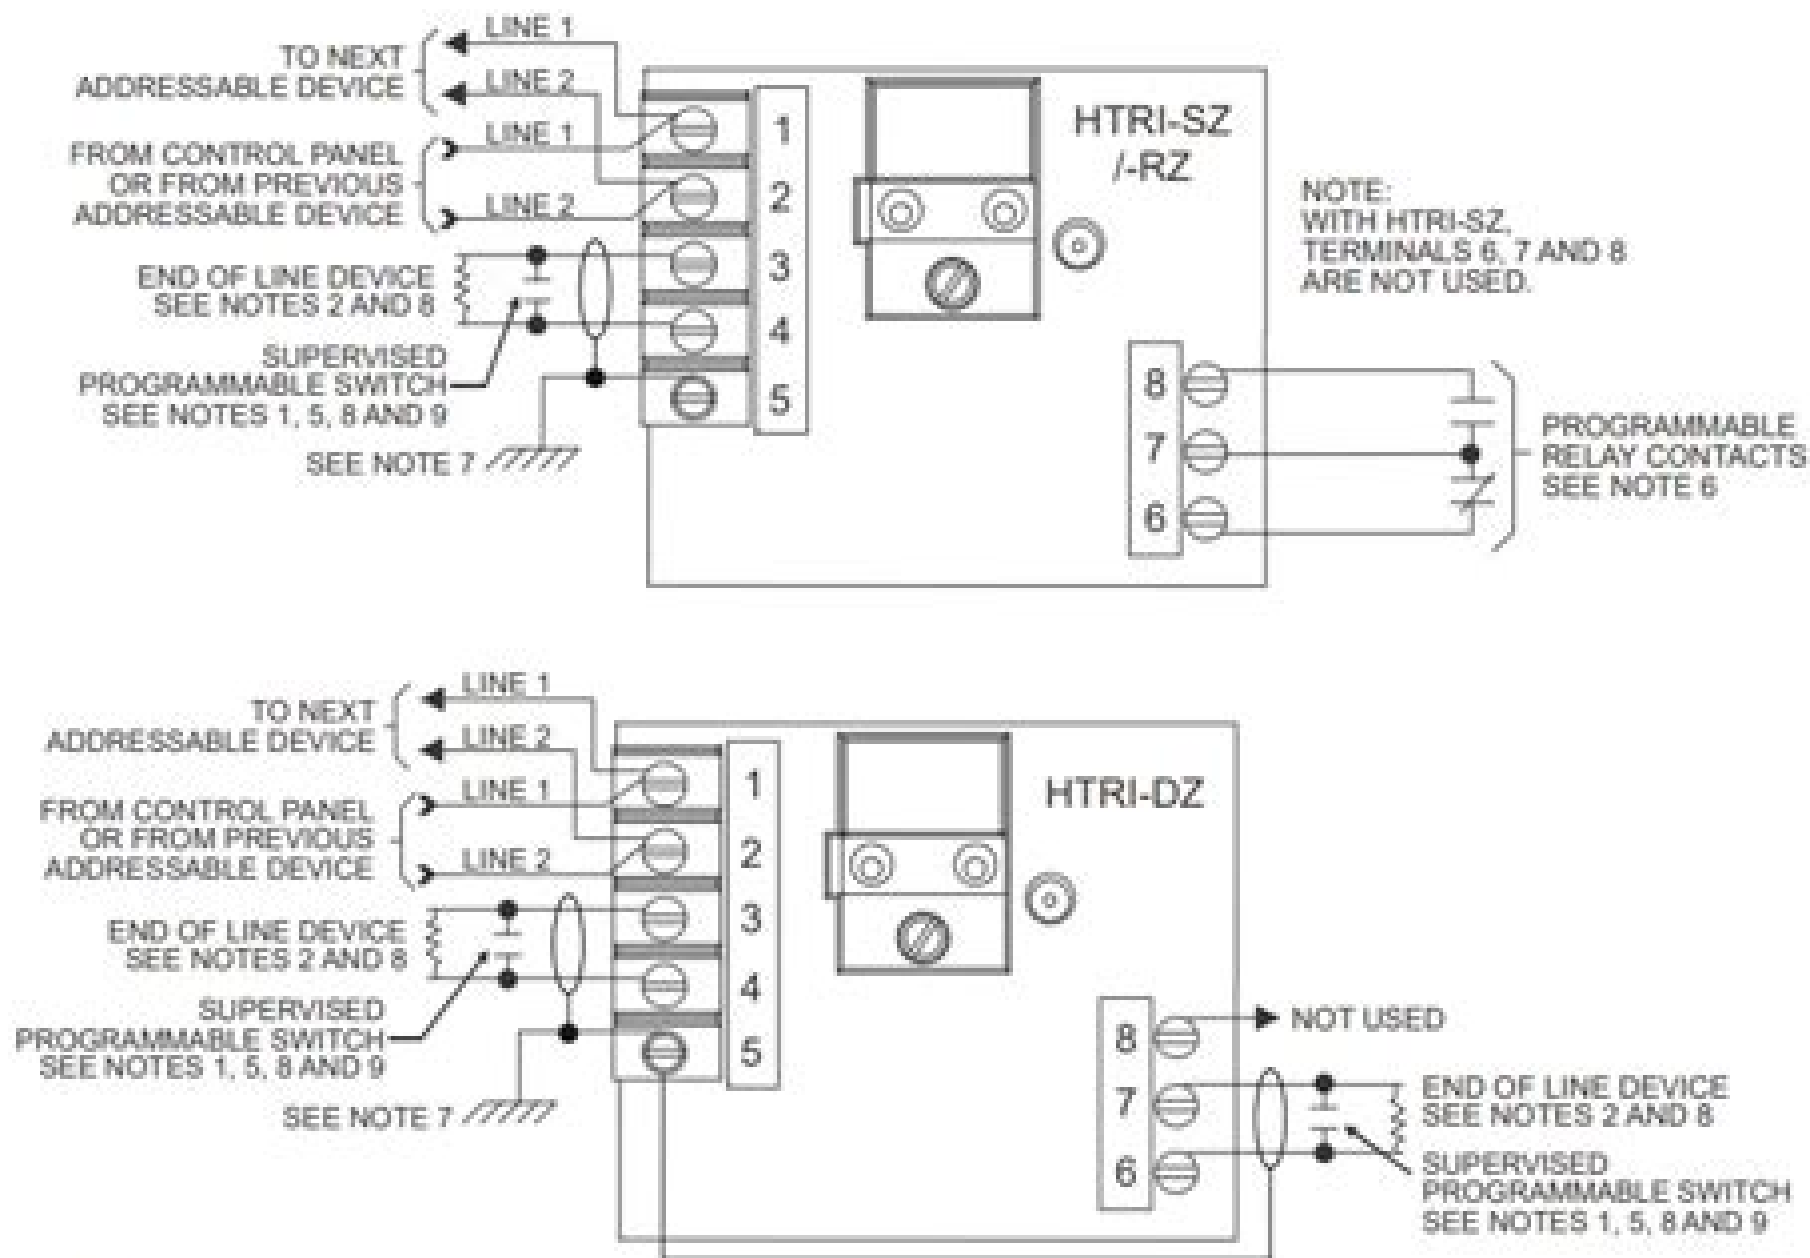 LINE 1
TO NEXT
ADDRESSABLE DEVICE
LINE 2
LINE 1
FROM CONTROL PANEL
OR FROM PREVIOUS
ADDRESSABLE DEVICE
LINE 2
END OF LINE DEVICE
SEE NOTES 2 AND 8
SUPERVISED
PROGRAMMABLE SWITCH
SEE NOTES 1, 5, 8 AND 9
SEE NOTE 7
1
2
3
4
5
HTRI-SZ
/-RZ
NOTE:
WITH HTRI-SZ,
TERMINALS 6, 7 AND 8
ARE NOT USED.
8
7
6
PROGRAMMABLE
RELAY CONTACTS
SEE NOTE 6
LINE 1
TO NEXT
ADDRESSABLE DEVICE
LINE 2
LINE 1
FROM CONTROL PANEL
OR FROM PREVIOUS
ADDRESSABLE DEVICE
LINE 2
END OF LINE DEVICE
SEE NOTES 2 AND 8
SUPERVISED
PROGRAMMABLE SWITCH
SEE NOTES 1, 5, 8 AND 9
SEE NOTE 7
1
2
3
4
5
HTRI-DZ
8
7
6
NOT USED
END OF LINE DEVICE
SEE NOTES 2 AND 8
SUPERVISED
PROGRAMMABLE SWITCH
SEE NOTES 1, 5, 8 AND 9